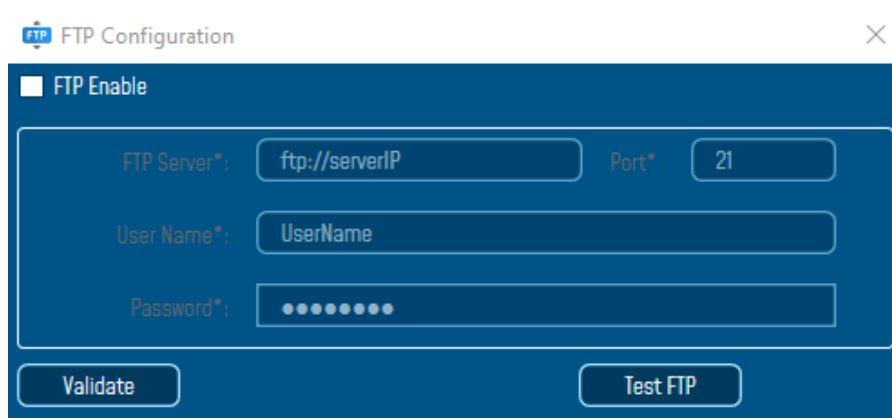 FTP FTP Configuration
FTP Enable
FTP Server*: ftp://serverIP Port* 21
User Name*: UserName
Password*: ●●●●●●●●
Validate Test FTP